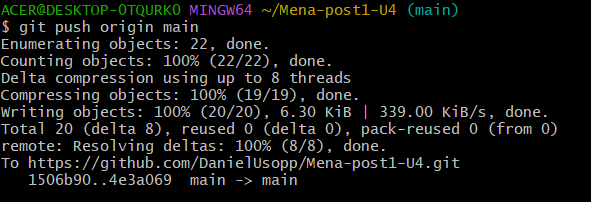 ACER@DESKTOP-OTQURK0 MINGW64 ~/Mena-post1-U4 (main)
$ git push origin main
Enumerating objects: 22, done.
Counting objects: 100% (22/22), done.
Delta compression using up to 8 threads
Compressing objects: 100% (19/19), done.
Writing objects: 100% (20/20), 6.30 KiB | 339.00 KiB/s, done.
Total 20 (delta 8), reused 0 (delta 0), pack-reused 0 (from 0)
remote: Resolving deltas: 100% (8/8), done.
To https://github.com/DanielUsopp/Mena-post1-U4.git
   1506b90..4e3a069  main -> main